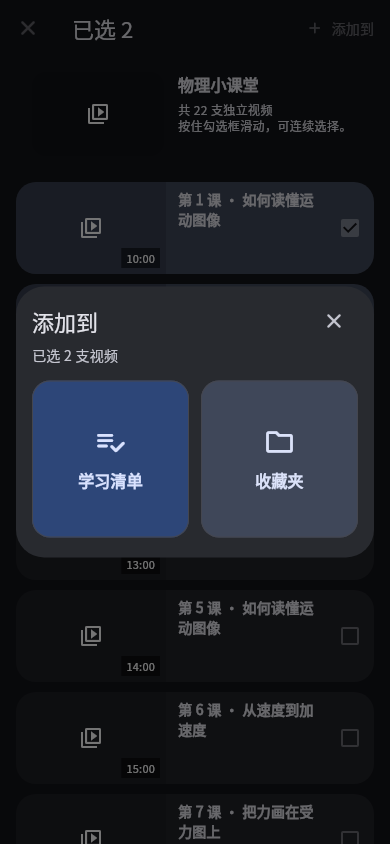 已选 2
添加到
物理小课堂
共 22 支独立视频
按住勾选框滑动，可连续选择。
第 1 课 · 如何读懂运
动图像
10:00
添加到
已选 2 支视频
学习清单
收藏夹
13:00
第 5 课 · 如何读懂运
动图像
14:00
第 6 课 · 从速度到加
速度
15:00
第 7 课 · 把力画在受
力图上